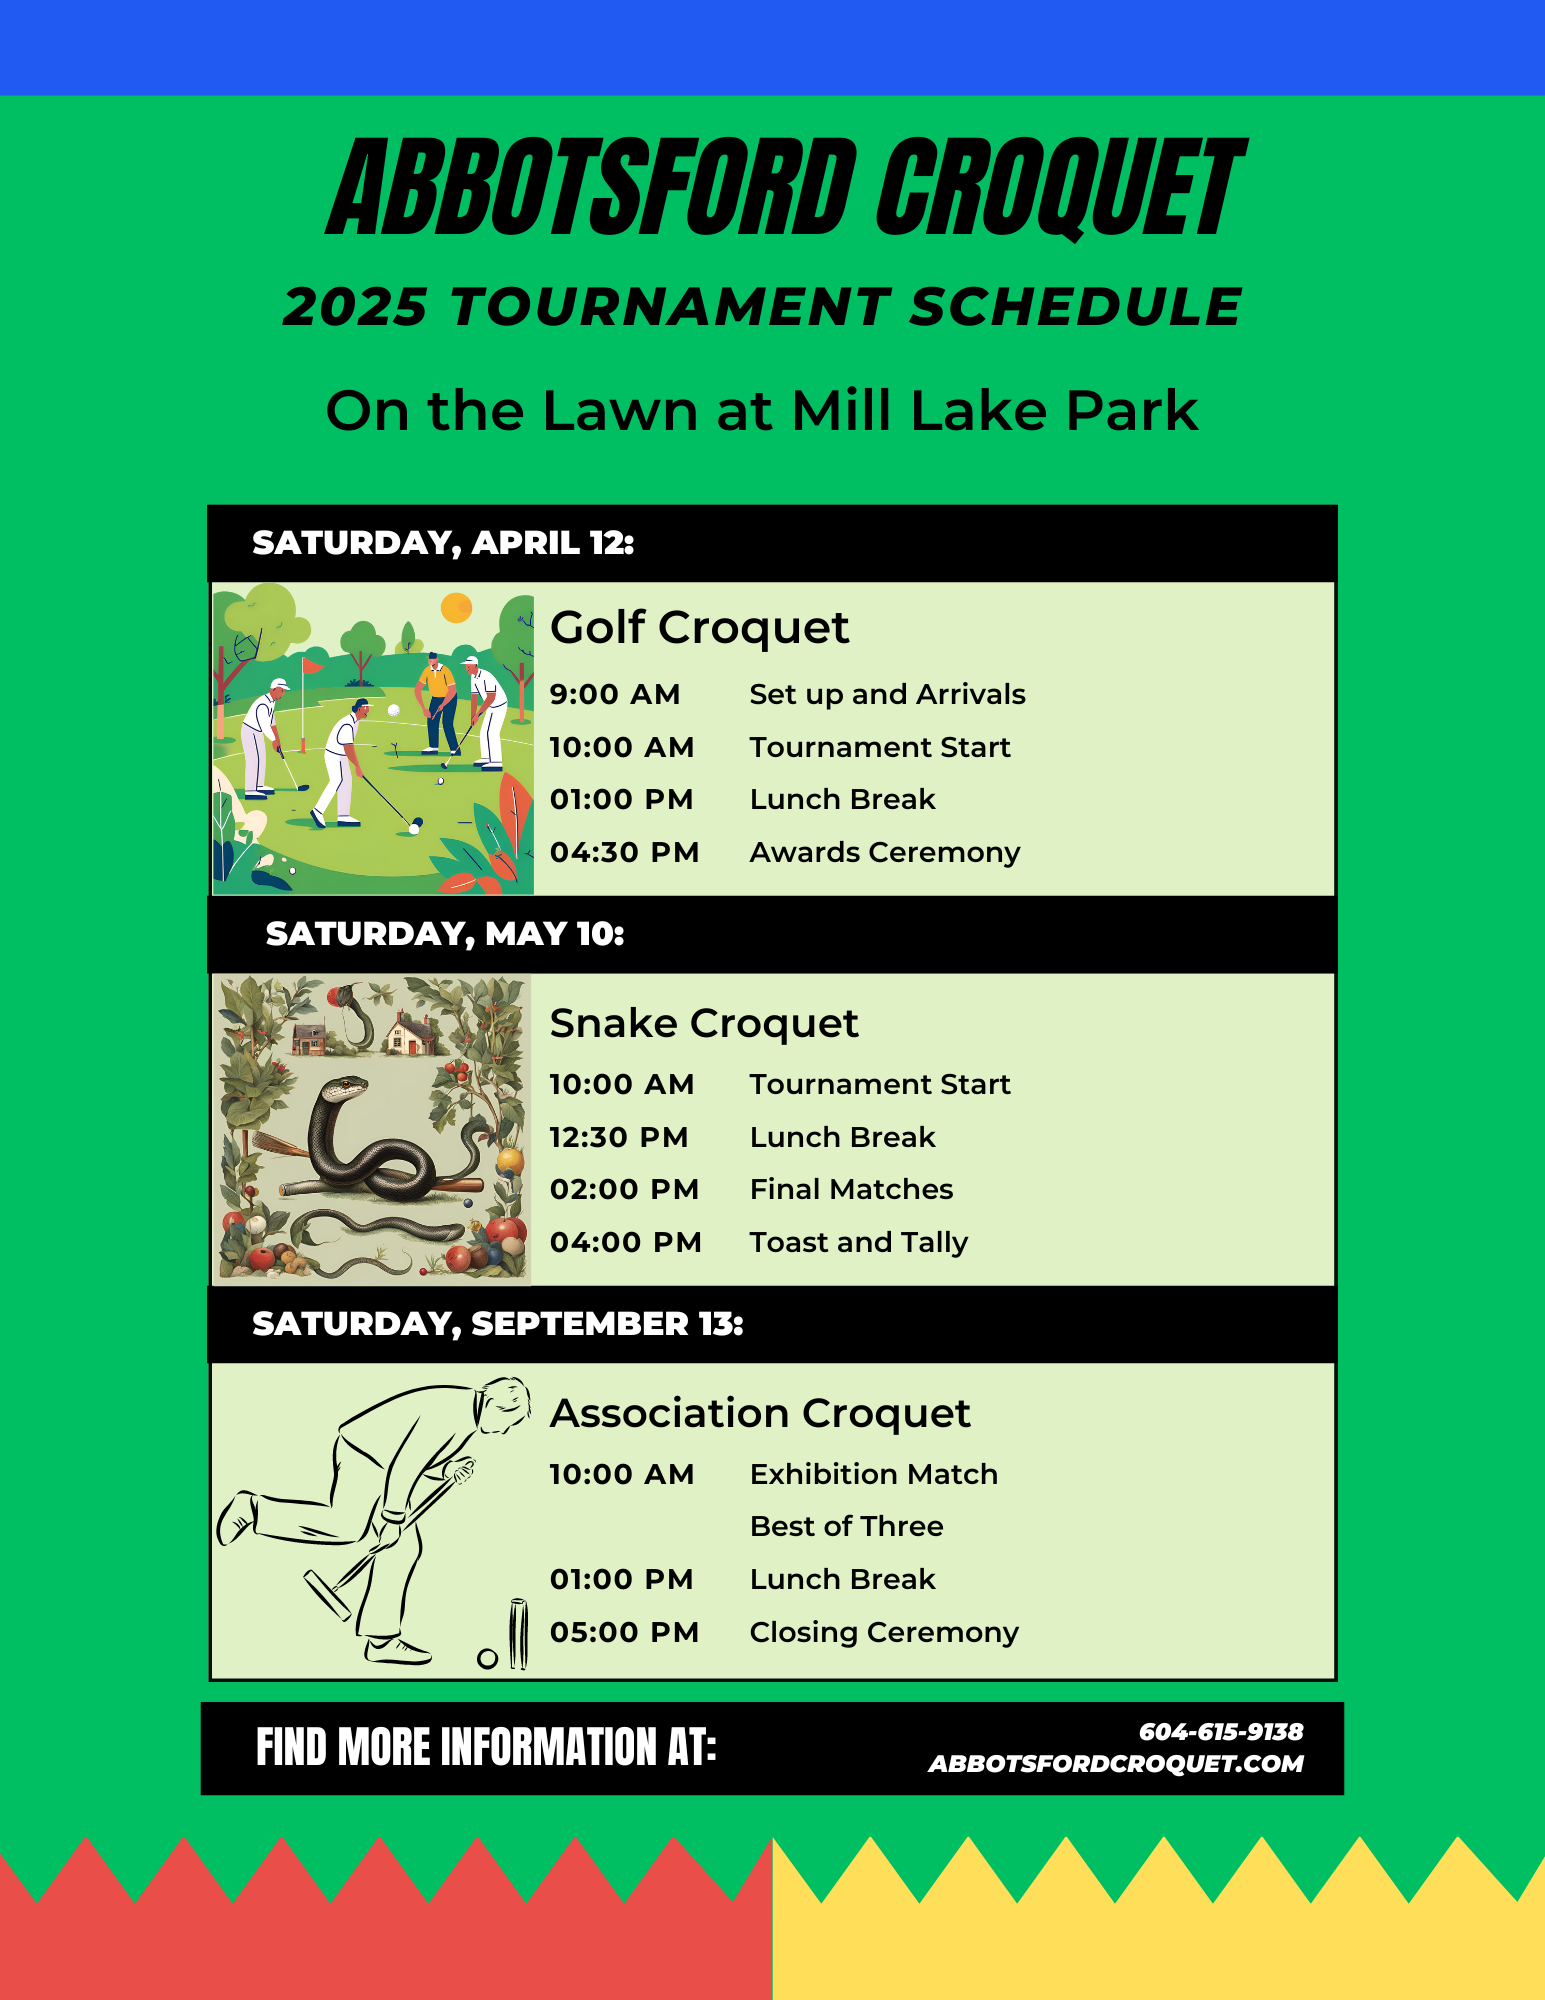 ABBOTSFORD CROQUET
2025 TOURNAMENT SCHEDULE
On the Lawn at Mill Lake Park
SATURDAY, APRIL 12:
Golf Croquet
9:00 AM Set up and Arrivals
10:00 AM Tournament Start
01:00 PM Lunch Break
04:30 PM Awards Ceremony
SATURDAY, MAY 10:
Snake Croquet
10:00 AM Tournament Start
12:30 PM Lunch Break
02:00 PM Final Matches
04:00 PM Toast and Tally
SATURDAY, SEPTEMBER 13:
Association Croquet
10:00 AM Exhibition Match
Best of Three
01:00 PM Lunch Break
05:00 PM Closing Ceremony
FIND MORE INFORMATION AT:
604-615-9138
ABBOTSFORDCROQUET.COM